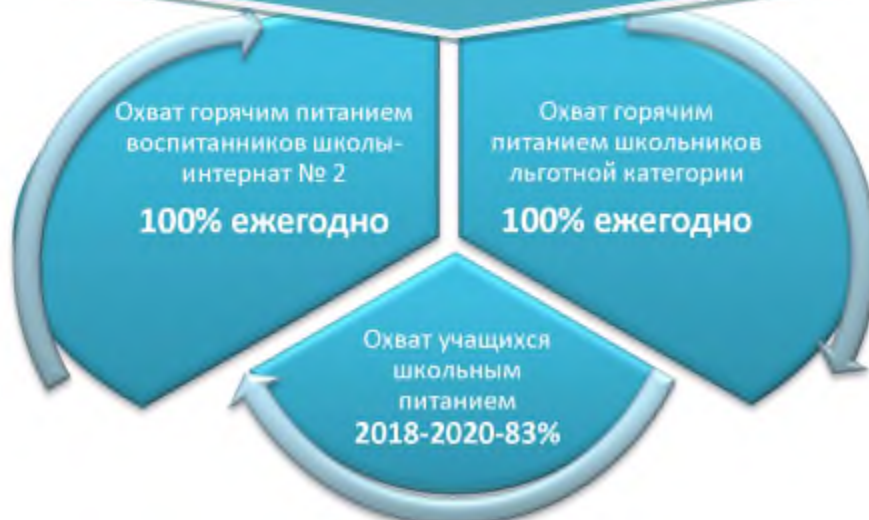 Охват горячим питанием
воспитанников школы-
интернат № 2
100% ежегодно
Охват горячим
питанием школьников
льготной категории
100% ежегодно
Охват учащихся
школьным
питанием
2018-2020-83%